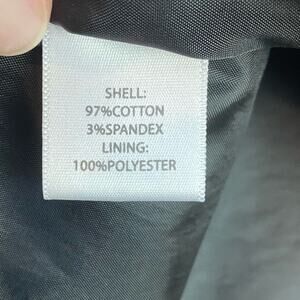 SHELL:
97%COTTON
3%SPANDEX
LINING:
100%POLYESTER